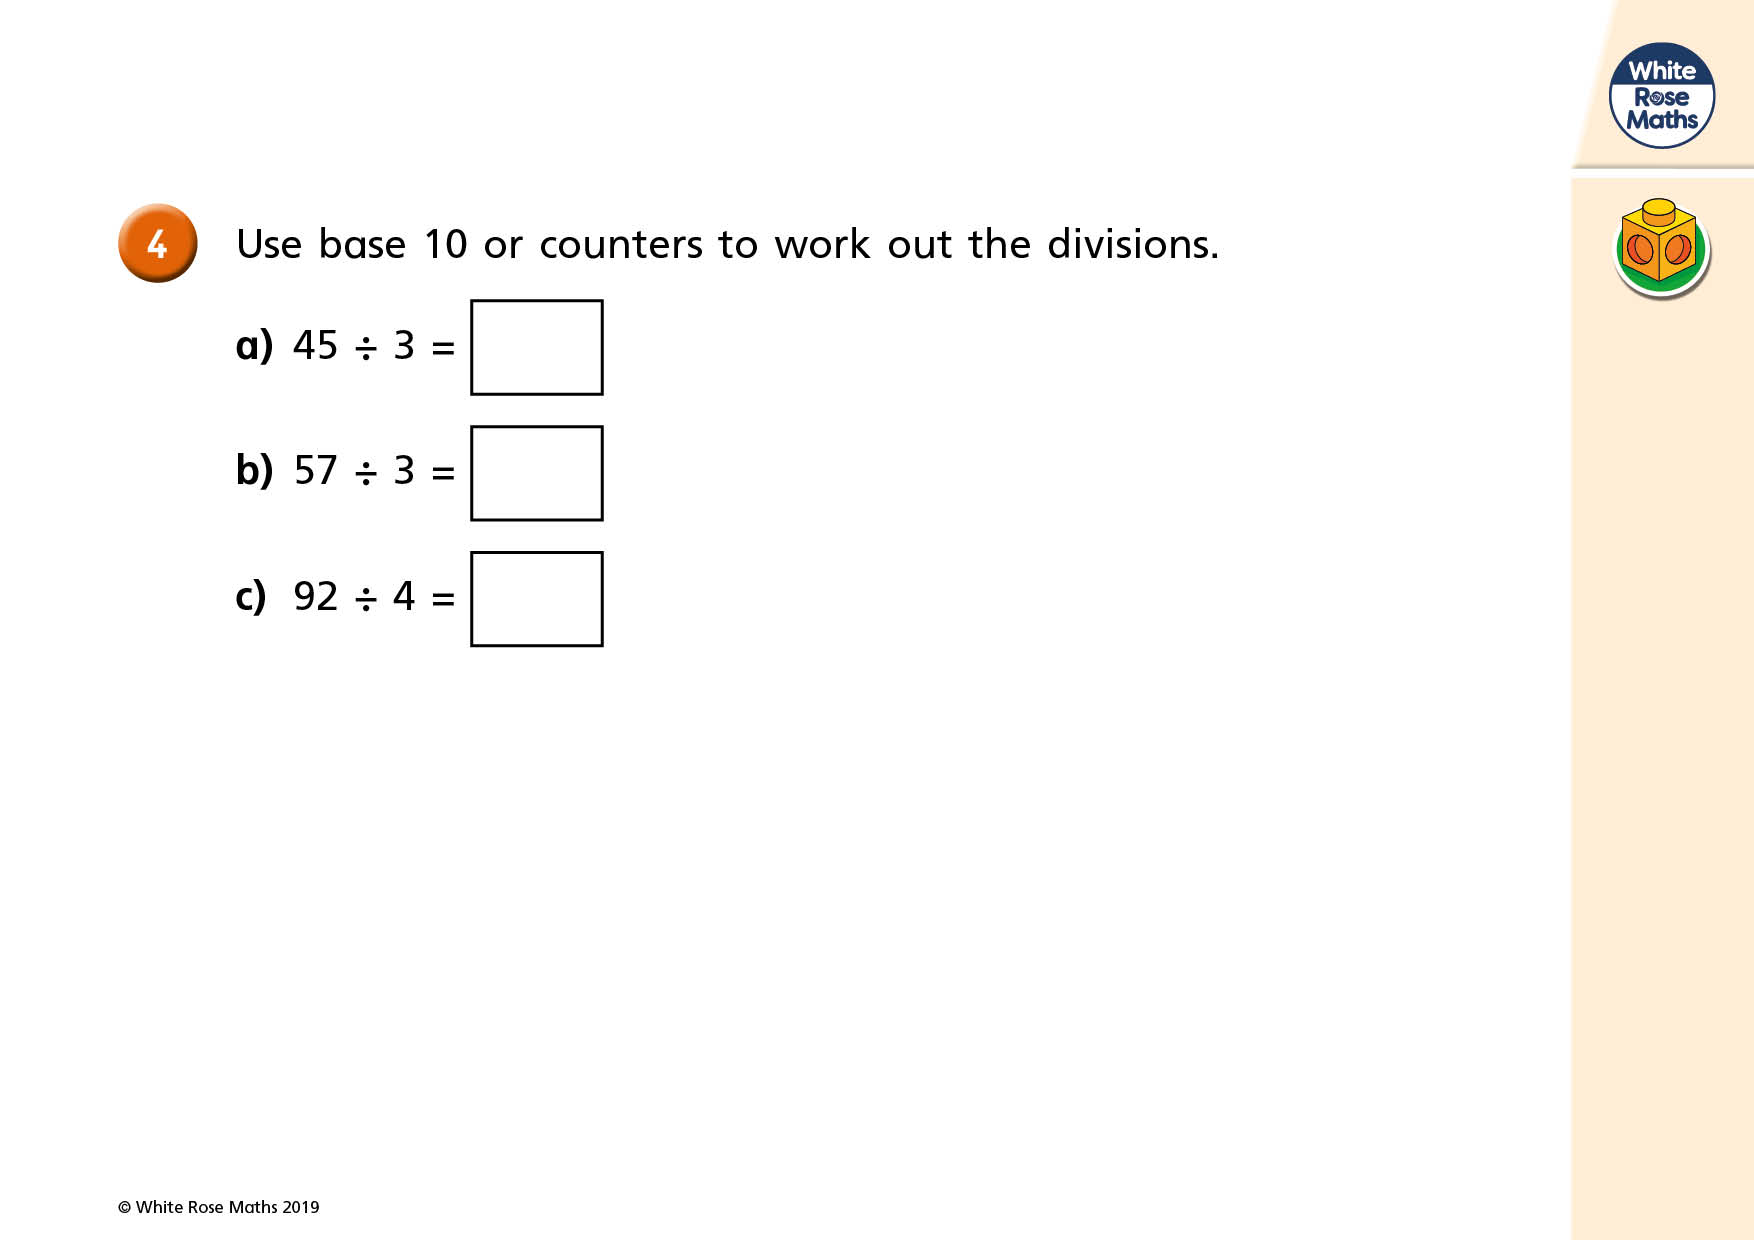 White
Rose
Maths
4 Use base 10 or counters to work out the divisions.
a) 45 ÷ 3 =
b) 57 ÷ 3 =
c) 92 ÷ 4 =
© White Rose Maths 2019